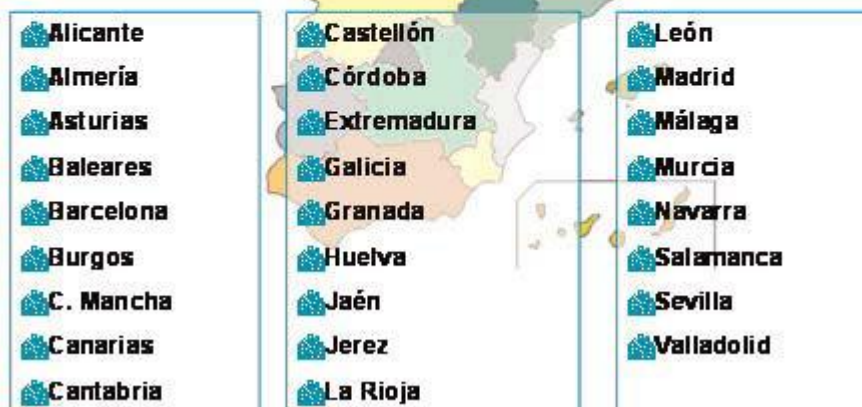 Alicante
Almería
Asturias
Baleares
Barcelona
Burgos
C. Mancha
Canarias
Cantabria
Castellón
Córdoba
Extremadura
Galicia
Granada
Huelva
Jaén
Jerez
La Rioja
León
Madrid
Málaga
Murcia
Navarra
Salamanca
Sevilla
Valladolid